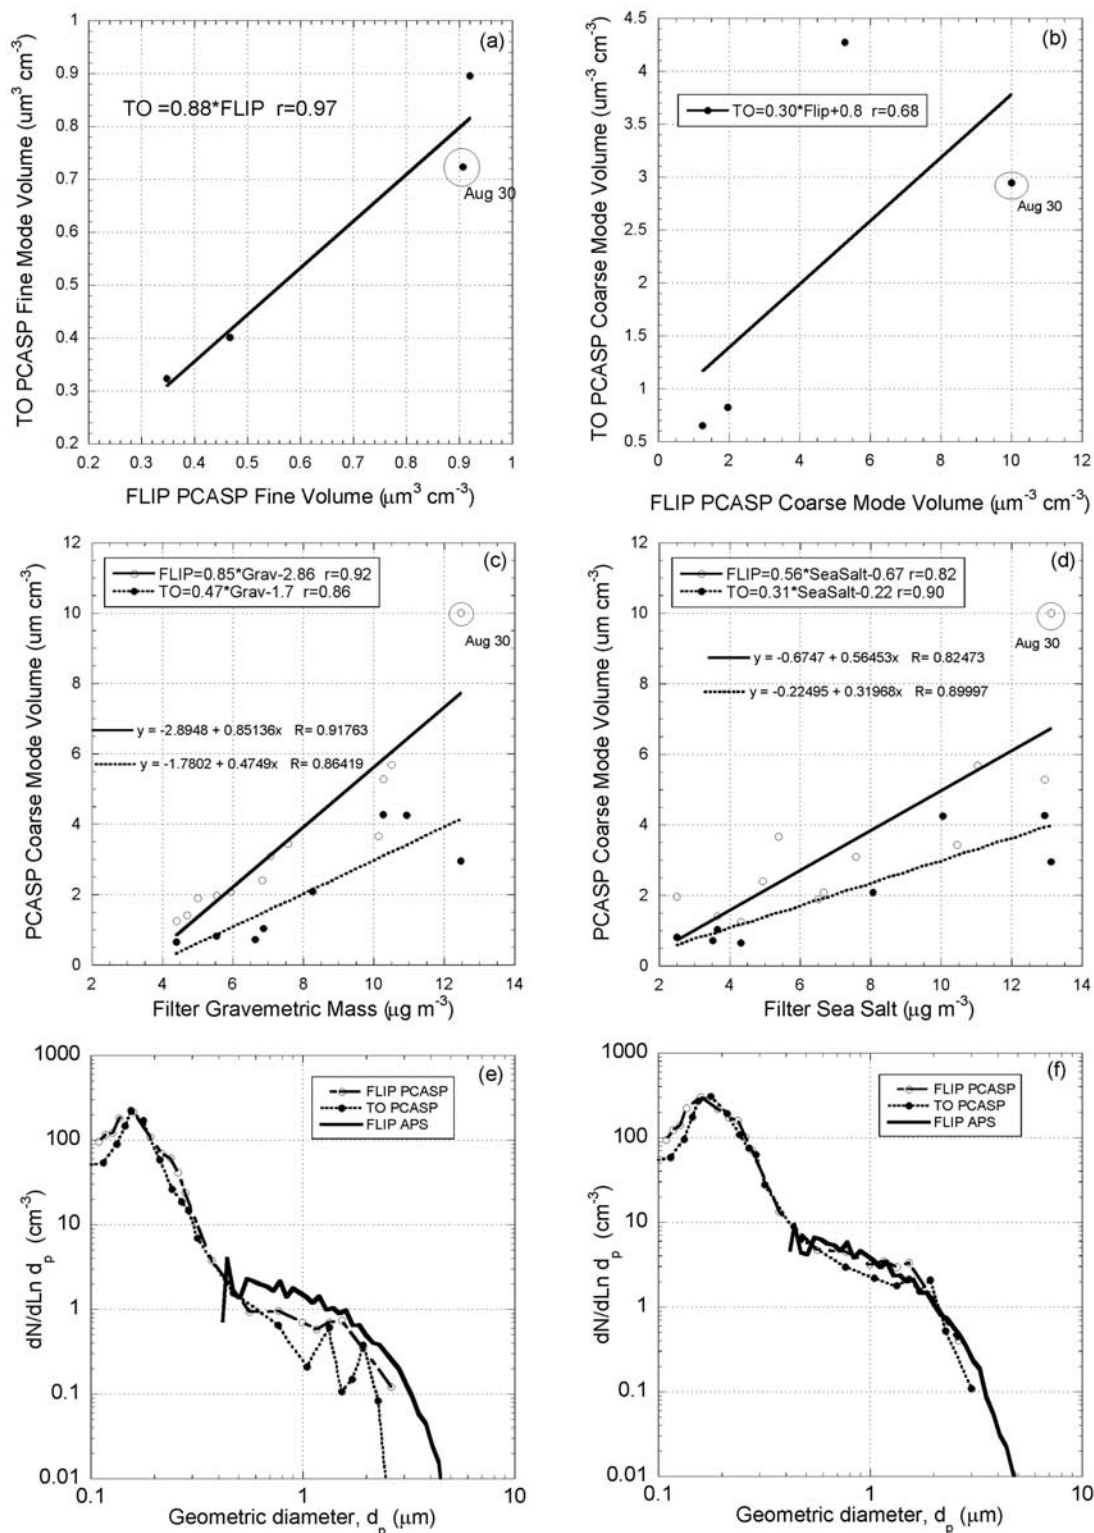 (a)
TO =0.88*FLIP r=0.97
Aug 30
TO PCASP Fine Mode Volume (um³ cm⁻³)
1
0.9
0.8
0.7
0.6
0.5
0.4
0.3
0.2
0.2 0.3 0.4 0.5 0.6 0.7 0.8 0.9 1
FLIP PCASP Fine Volume (μm³ cm⁻³)
(b)
TO=0.30*Flip+0.8 r=0.68
Aug 30
TO PCASP Coarse Mode Volume (um⁻³ cm⁻³)
4.5
4
3.5
3
2.5
2
1.5
1
0.5
0 2 4 6 8 10 12
FLIP PCASP Coarse Mode Volume (μm⁻³ cm⁻³)
(c)
FLIP=0.85*Grav-2.86 r=0.92
TO=0.47*Grav-1.7 r=0.86
Aug 30
y = -2.8948 + 0.85136x R= 0.91763
y = -1.7802 + 0.4749x R= 0.86419
PCASP Coarse Mode Volume (um cm⁻³)
12
10
8
6
4
2
0
2 4 6 8 10 12 14
Filter Gravemetric Mass (μg m⁻³)
(d)
FLIP=0.56*SeaSalt-0.67 r=0.82
TO=0.31*SeaSalt-0.22 r=0.90
Aug 30
y = -0.6747 + 0.56453x R= 0.82473
y = -0.22495 + 0.31968x R= 0.89997
PCASP Coarse Mode Volume (um cm⁻³)
12
10
8
6
4
2
0
2 4 6 8 10 12 14
Filter Sea Salt (μg m⁻³)
(e)
FLIP PCASP
TO PCASP
FLIP APS
dN/dLn dₚ (cm⁻³)
1000
100
10
1
0.1
0.01
0.1 1 10
Geometric diameter, dₚ (μm)
(f)
FLIP PCASP
TO PCASP
FLIP APS
dN/dLn dₚ (cm⁻³)
1000
100
10
1
0.1
0.01
0.1 1 10
Geometric diameter, dₚ (μm)